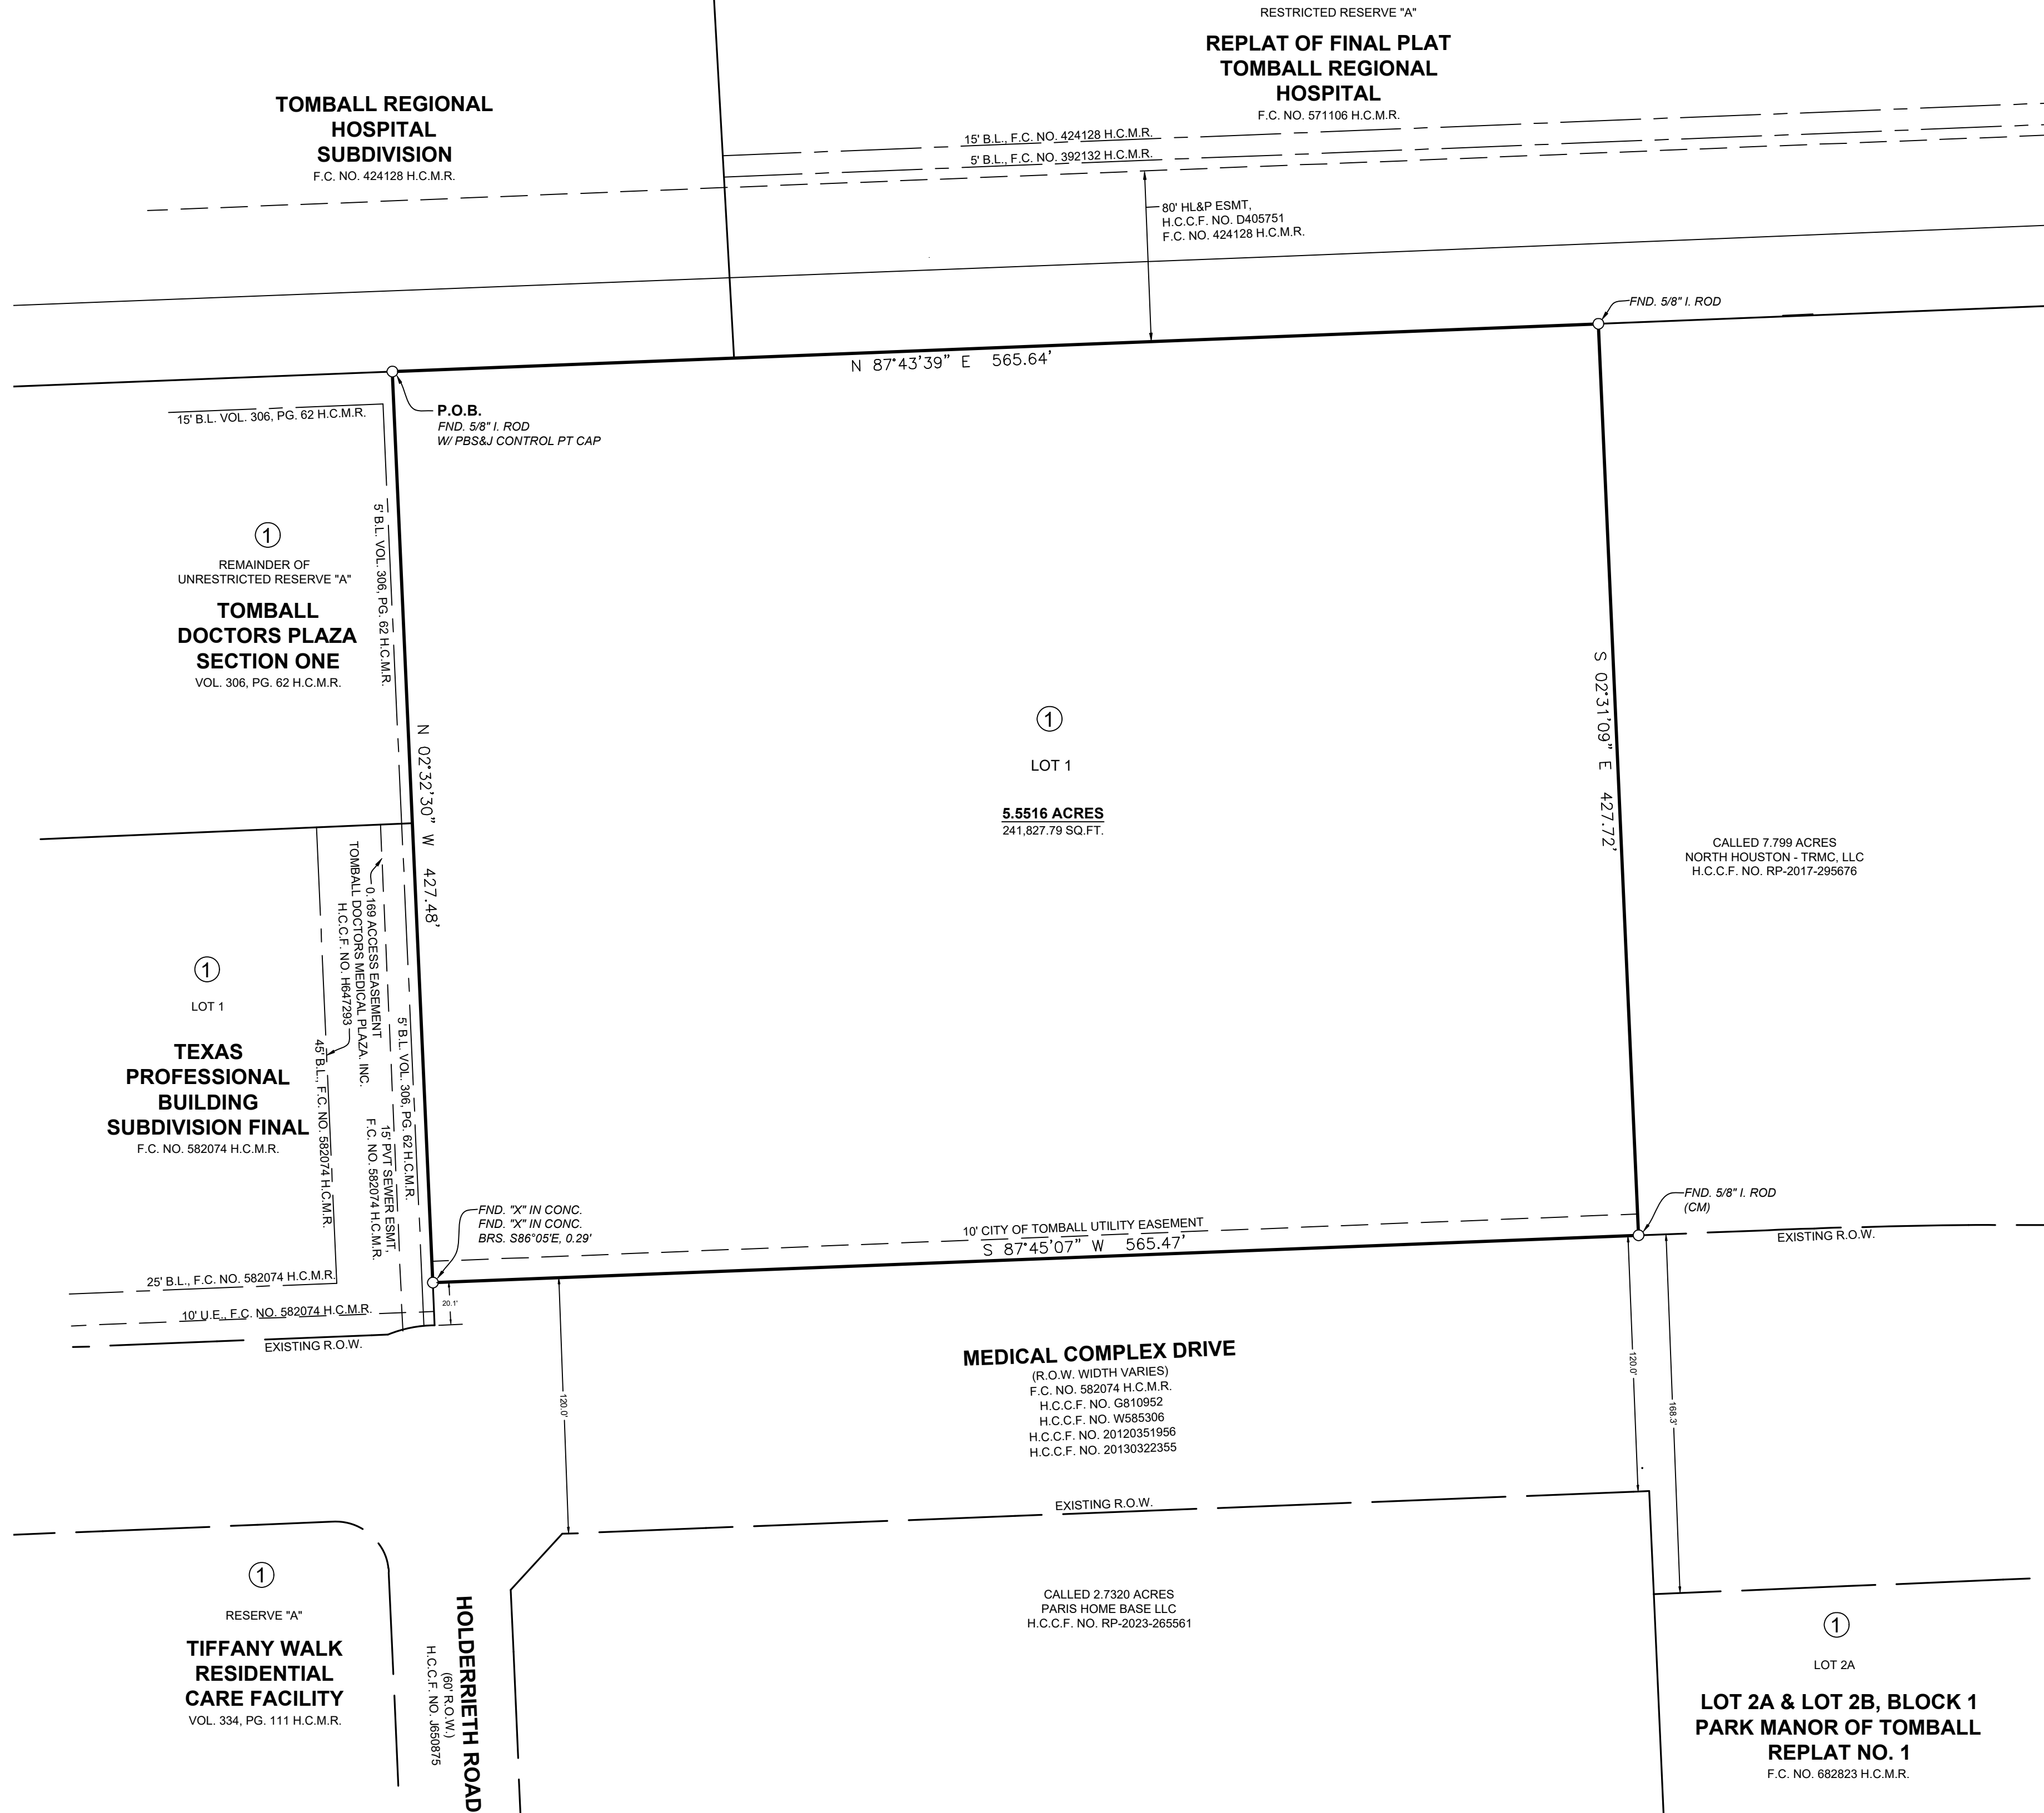 RESTRICTED RESERVE "A"
REPLAT OF FINAL PLAT
TOMBALL REGIONAL
HOSPITAL
F.C. NO. 571106 H.C.M.R.
TOMBALL REGIONAL
HOSPITAL
SUBDIVISION
F.C. NO. 424128 H.C.M.R.
15' B.L., F.C. NO. 424128 H.C.M.R.
5' B.L., F.C. NO. 392132 H.C.M.R.
80' HL&P ESMT,
H.C.C.F. NO. D405751
F.C. NO. 424128 H.C.M.R.
FND. 5/8" I. ROD
N 87°43'39" E 565.64'
P.O.B.
FND. 5/8" I. ROD
W/ PBS&J CONTROL PT CAP
15' B.L. VOL. 306, PG. 62 H.C.M.R.
5' B.L. VOL. 306, PG. 62 H.C.M.R.
1
REMAINDER OF
UNRESTRICTED RESERVE "A"
TOMBALL
DOCTORS PLAZA
SECTION ONE
VOL. 306, PG. 62 H.C.M.R.
N 02°32'30" W 427.48'
1
LOT 1
5.5516 ACRES
241,827.79 SQ.FT.
S 02°31'09" E 427.72'
CALLED 7.799 ACRES
NORTH HOUSTON - TRMC, LLC
H.C.C.F. NO. RP-2017-295676
0.169 ACCESS EASEMENT
TOMBALL DOCTORS MEDICAL PLAZA, INC.
H.C.C.F. NO. H647293
1
LOT 1
TEXAS
PROFESSIONAL
BUILDING
SUBDIVISION FINAL
F.C. NO. 582074 H.C.M.R.
45' B.L., F.C. NO. 582074 H.C.M.R.
5' B.L. VOL. 306, PG. 62 H.C.M.R.
15' PVT SEWER ESMT,
F.C. NO. 582074 H.C.M.R.
FND. "X" IN CONC.
FND. "X" IN CONC.
BRS. S86°05'E, 0.29'
10' CITY OF TOMBALL UTILITY EASEMENT
S 87°45'07" W 565.47'
FND. 5/8" I. ROD
(CM)
EXISTING R.O.W.
25' B.L., F.C. NO. 582074 H.C.M.R.
10' U.E., F.C. NO. 582074 H.C.M.R.
EXISTING R.O.W.
20.1'
120.0'
MEDICAL COMPLEX DRIVE
(R.O.W. WIDTH VARIES)
F.C. NO. 582074 H.C.M.R.
H.C.C.F. NO. G810952
H.C.C.F. NO. W585306
H.C.C.F. NO. 20120351956
H.C.C.F. NO. 20130322355
120.0'
168.3'
EXISTING R.O.W.
1
RESERVE "A"
TIFFANY WALK
RESIDENTIAL
CARE FACILITY
VOL. 334, PG. 111 H.C.M.R.
HOLDERRIETH ROAD
(60' R.O.W.)
H.C.C.F. NO. J650875
CALLED 2.7320 ACRES
PARIS HOME BASE LLC
H.C.C.F. NO. RP-2023-265561
1
LOT 2A
LOT 2A & LOT 2B, BLOCK 1
PARK MANOR OF TOMBALL
REPLAT NO. 1
F.C. NO. 682823 H.C.M.R.